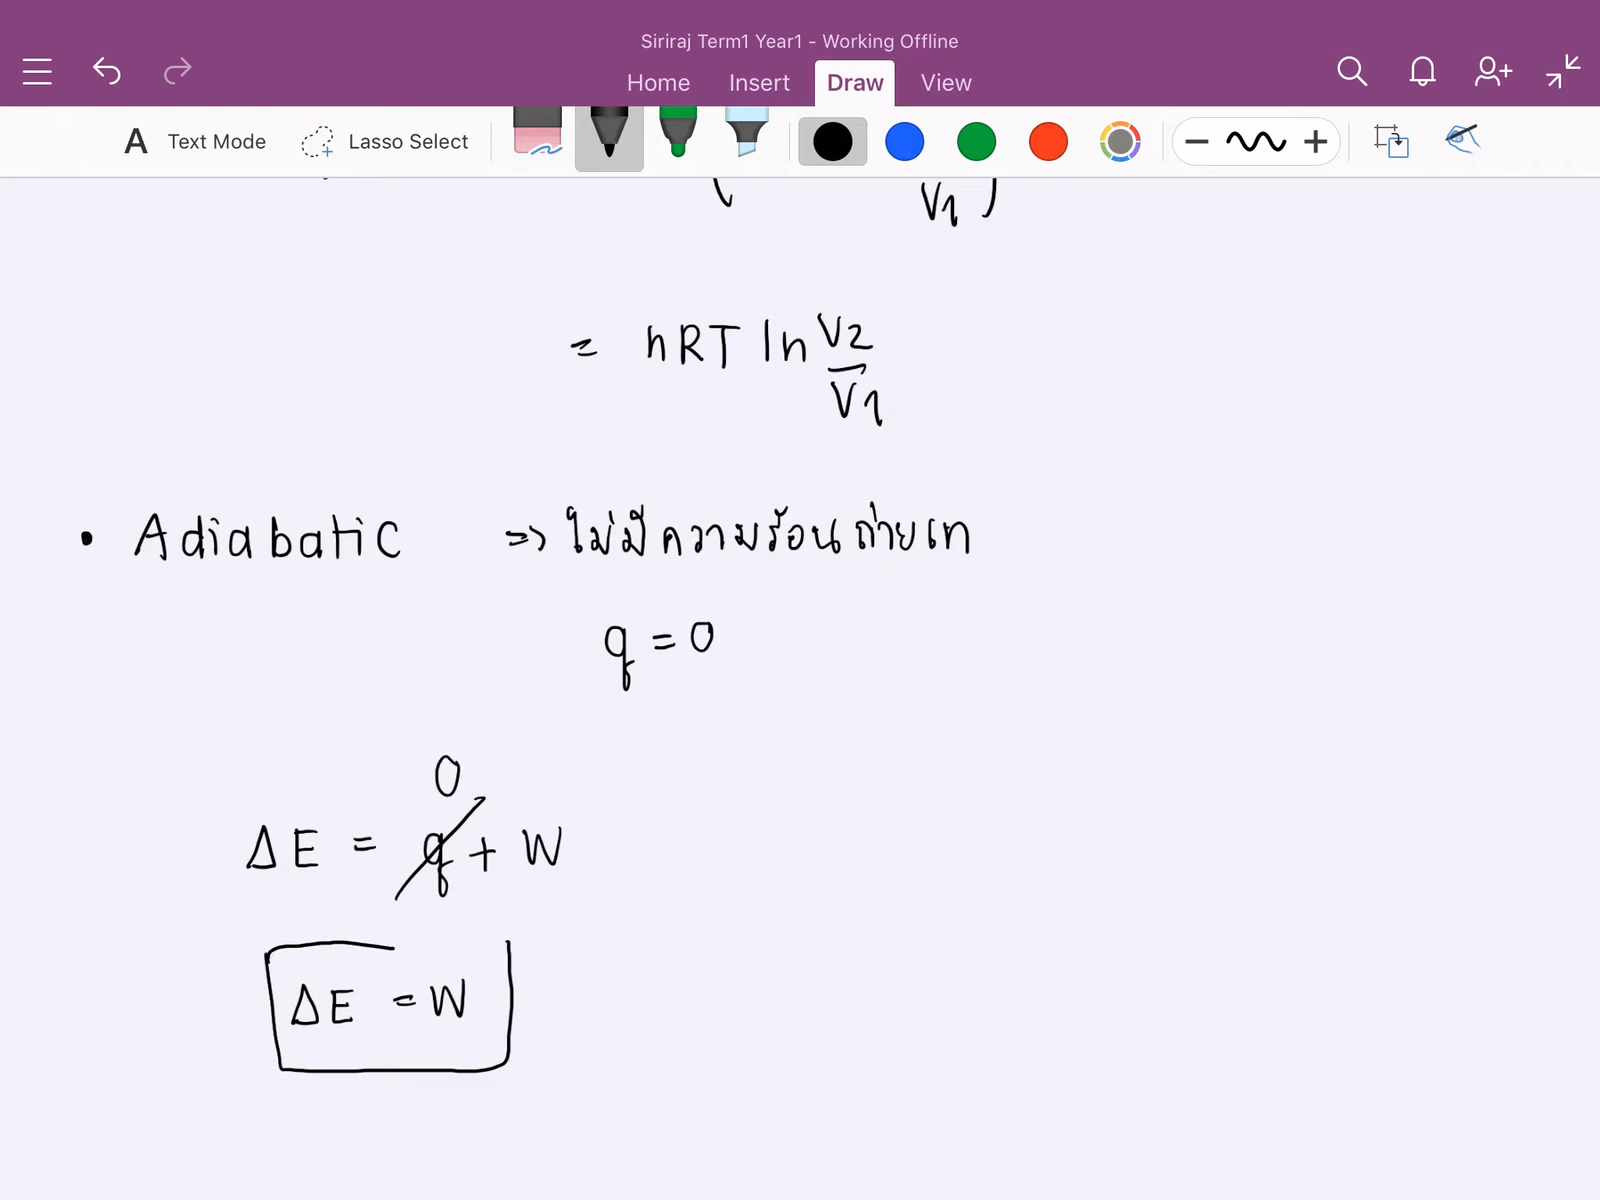 Siriraj Term1 Year1 - Working Offline
Home Insert Draw View
A Text Mode Lasso Select
V1 )
= nRT ln V2
V1
• Adiabatic => ไม่มีความร้อนถ่ายเท
q = 0
0
ΔE = q + W
ΔE = W